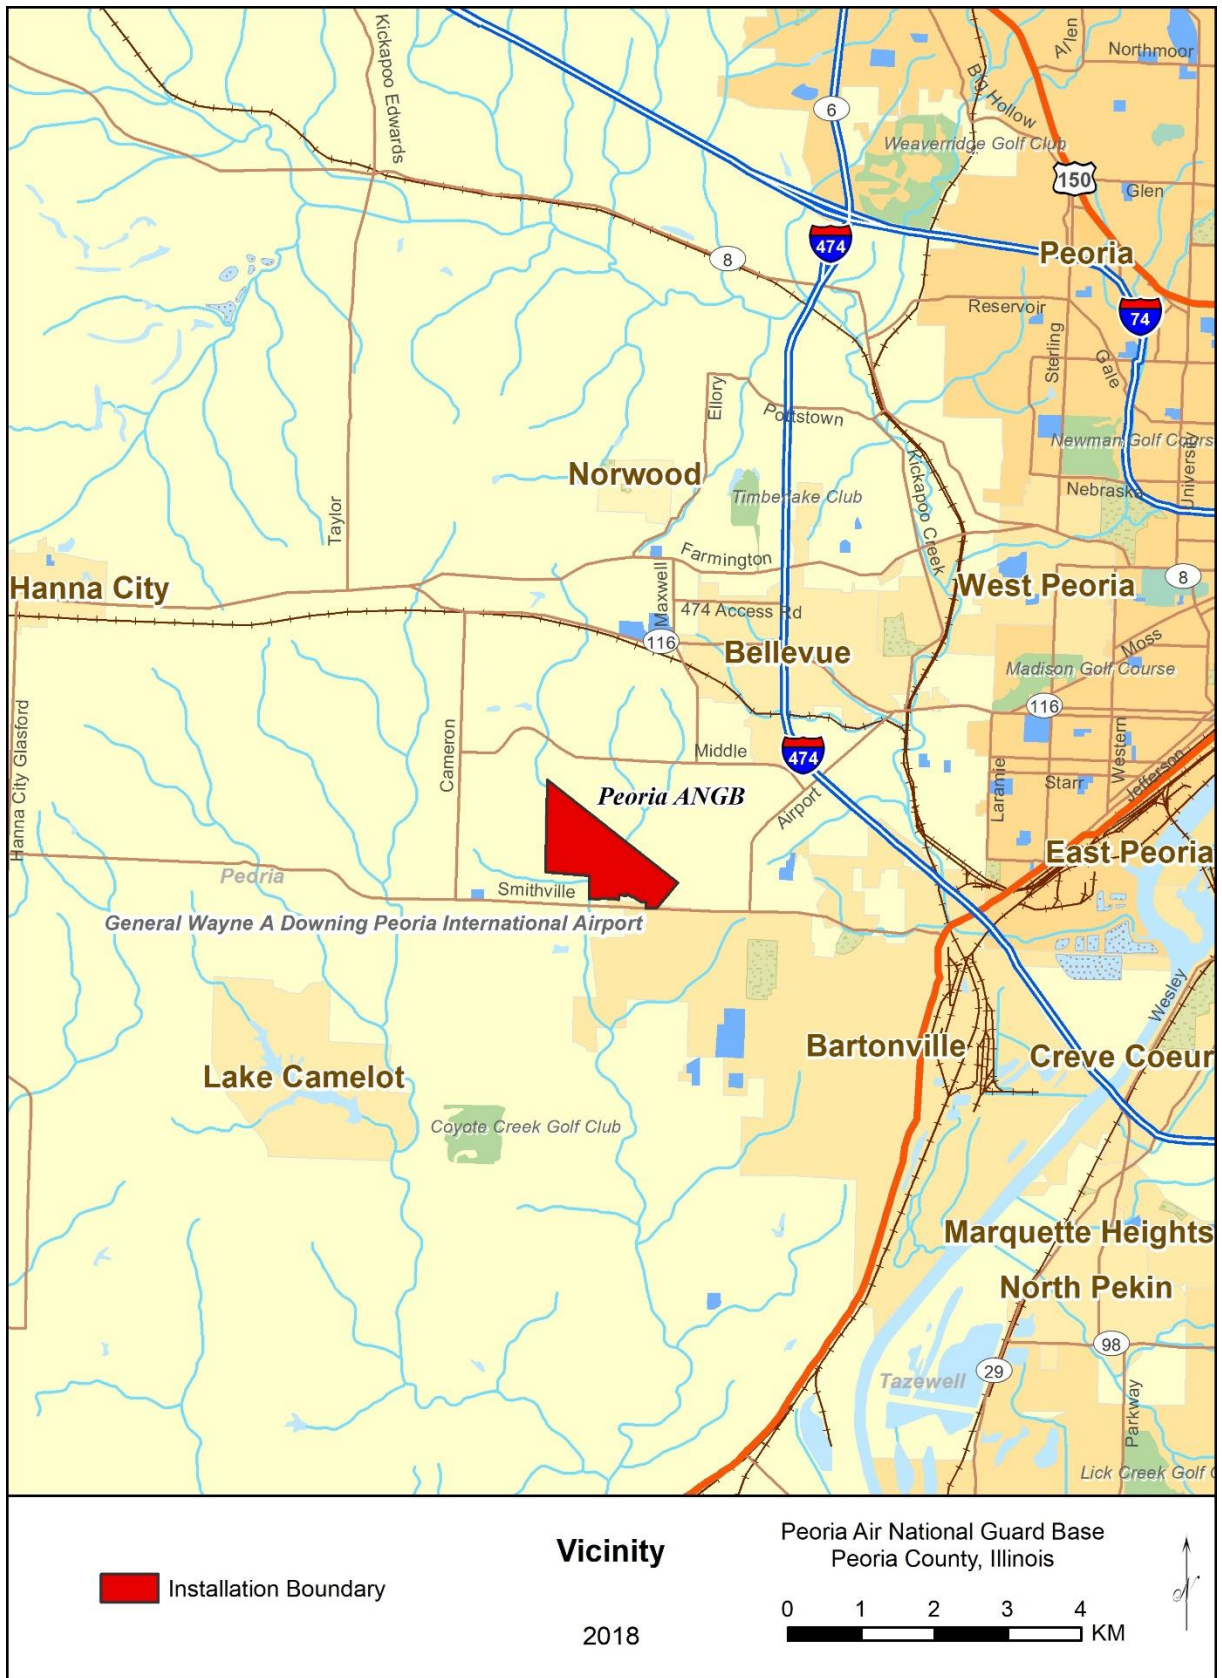 Kickapoo Edwards
Allen
Northmoor
Big Hollow
6
Weaverridge Golf Club
150
Glen
474
8
Peoria
Reservoir
74
Sterling
Gale
Ellory
Pottstown
Newman Golf Cours
University
Norwood
Timberlake Club
Kickapoo Creek
Nebraska
Taylor
Farmington
Hanna City
Maxwell
474 Access Rd
West Peoria
8
116
Bellevue
Moss
Madison Golf Course
116
Hanna City Glasford
Cameron
Middle
474
Laramie
Western
Starr
Jefferson
Peoria ANGB
Airport
East Peoria
Peoria
Smithville
General Wayne A Downing Peoria International Airport
Wesley
Bartonville
Creve Coeur
Lake Camelot
Coyote Creek Golf Club
Marquette Heights
North Pekin
98
29
Tazewell
Parkway
Lick Creek Golf C
Installation Boundary
Vicinity
2018
Peoria Air National Guard Base
Peoria County, Illinois
0 1 2 3 4
KM
N